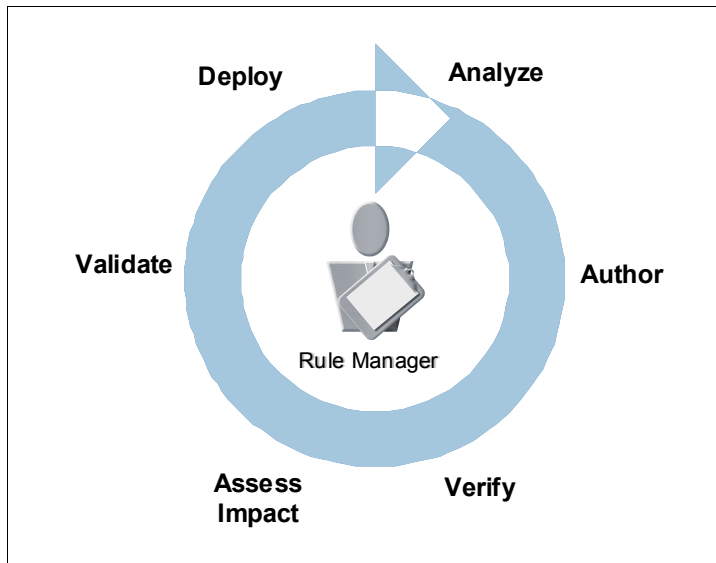 Deploy
Analyze
Validate
Author
Rule Manager
Assess
Impact
Verify